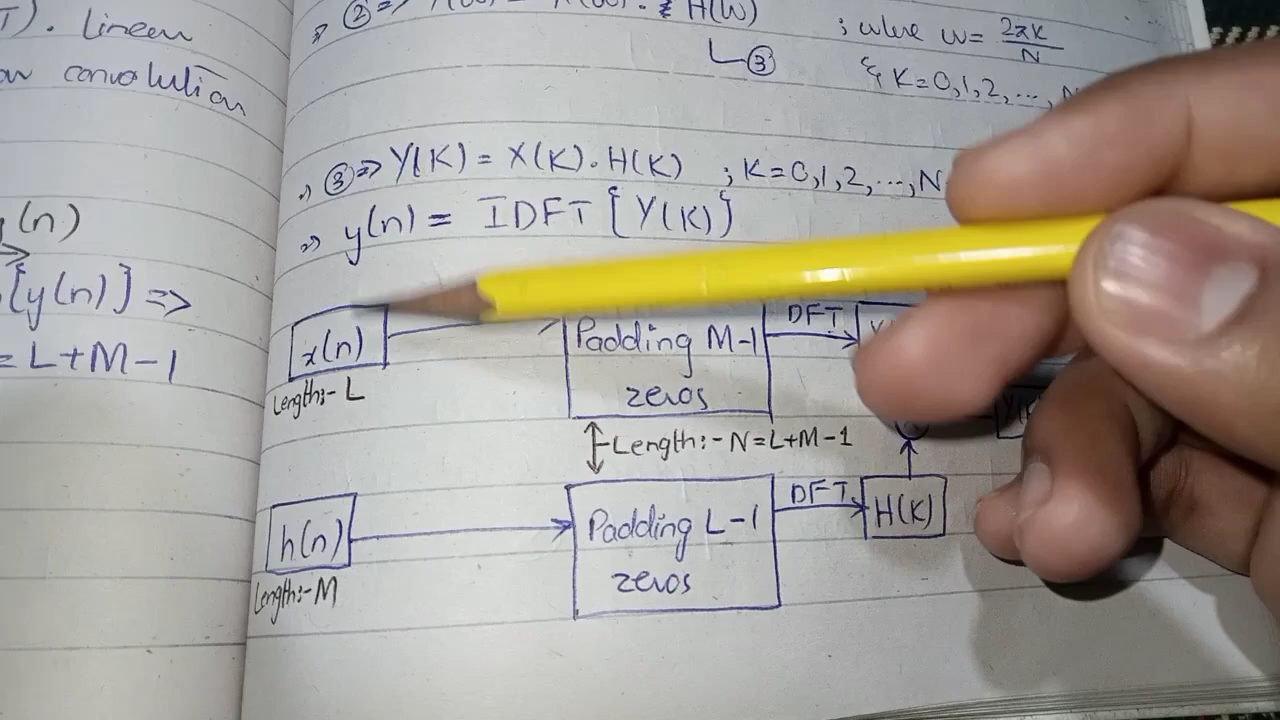 T). Linear
convolution
(n)
[y(n)] =>
= L+M-1
=> ② => H(W) ; where w = 2πk/N
↳ ③ & K = 0,1,2,...,
=> ③ => Y(K) = X(K) . H(K) ; K = 0,1,2,...,N
=> y(n) = IDFT [Y(K)]
x(n)
Length:- L
Padding M-1
zeros
DFT
Length:- N=L+M-1
h(n)
Length:- M
Padding L-1
zeros
DFT
H(K)